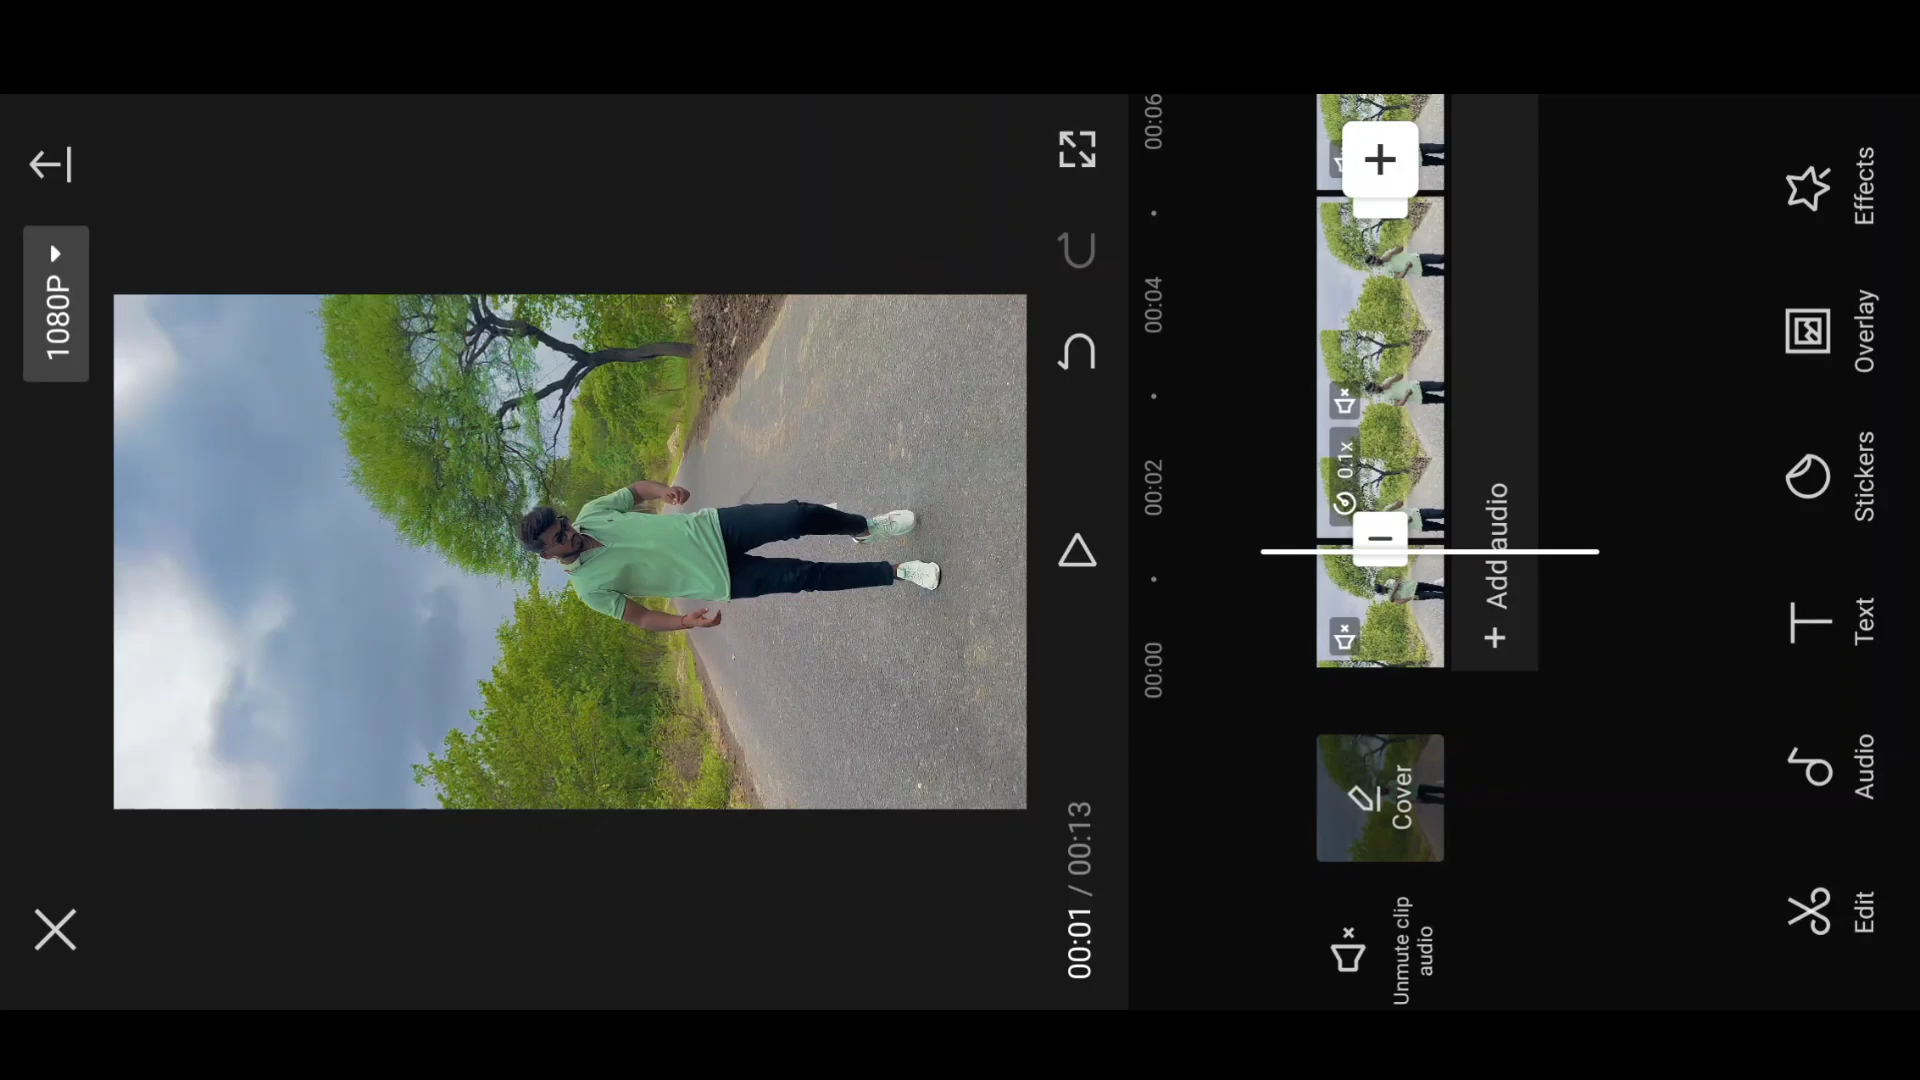 1080P
00:01 / 00:13
00:00
00:02
00:04
00:06
0.1x
Unmute clip
audio
Cover
+ Add audio
Edit
Audio
Text
Stickers
Overlay
Effects